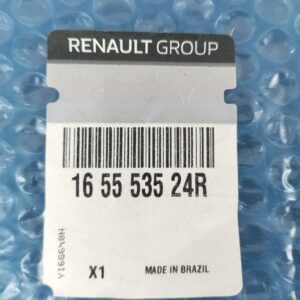 RENAULT GROUP
16 55 535 24R
X1
MADE IN BRAZIL